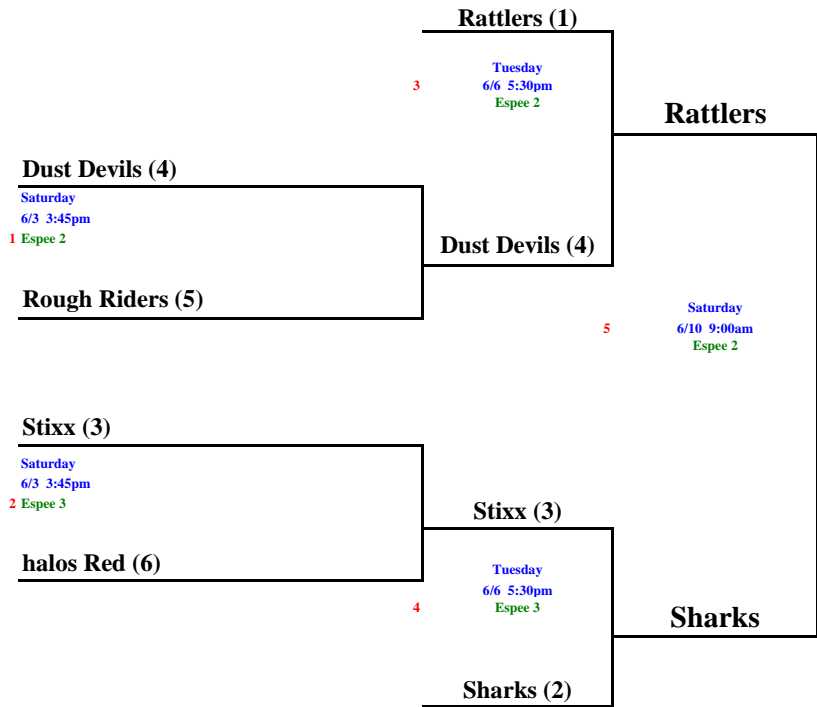 Rattlers (1)
Tuesday
3
6/6 5:30pm
Espee 2
Rattlers
Dust Devils (4)
Saturday
6/3 3:45pm
1 Espee 2
Dust Devils (4)
Rough Riders (5)
Saturday
5
6/10 9:00am
Espee 2
Stixx (3)
Saturday
6/3 3:45pm
2 Espee 3
Stixx (3)
halos Red (6)
Tuesday
6/6 5:30pm
4
Espee 3
Sharks
Sharks (2)